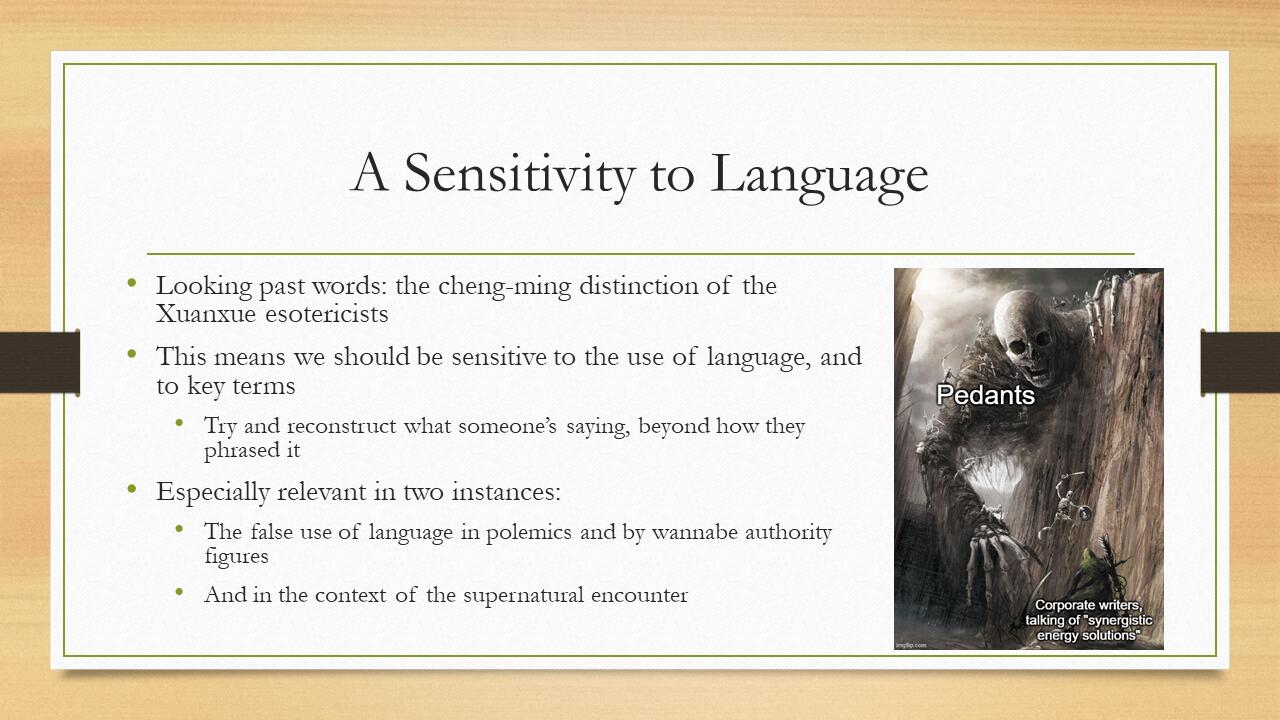 A Sensitivity to Language
• Looking past words: the cheng-ming distinction of the
Xuanxue esotericists
• This means we should be sensitive to the use of language, and
to key terms
• Try and reconstruct what someone’s saying, beyond how they
phrased it
• Especially relevant in two instances:
• The false use of language in polemics and by wannabe authority
figures
• And in the context of the supernatural encounter
Pedants
Corporate writers,
talking of "synergistic
energy solutions"
imgflip.com